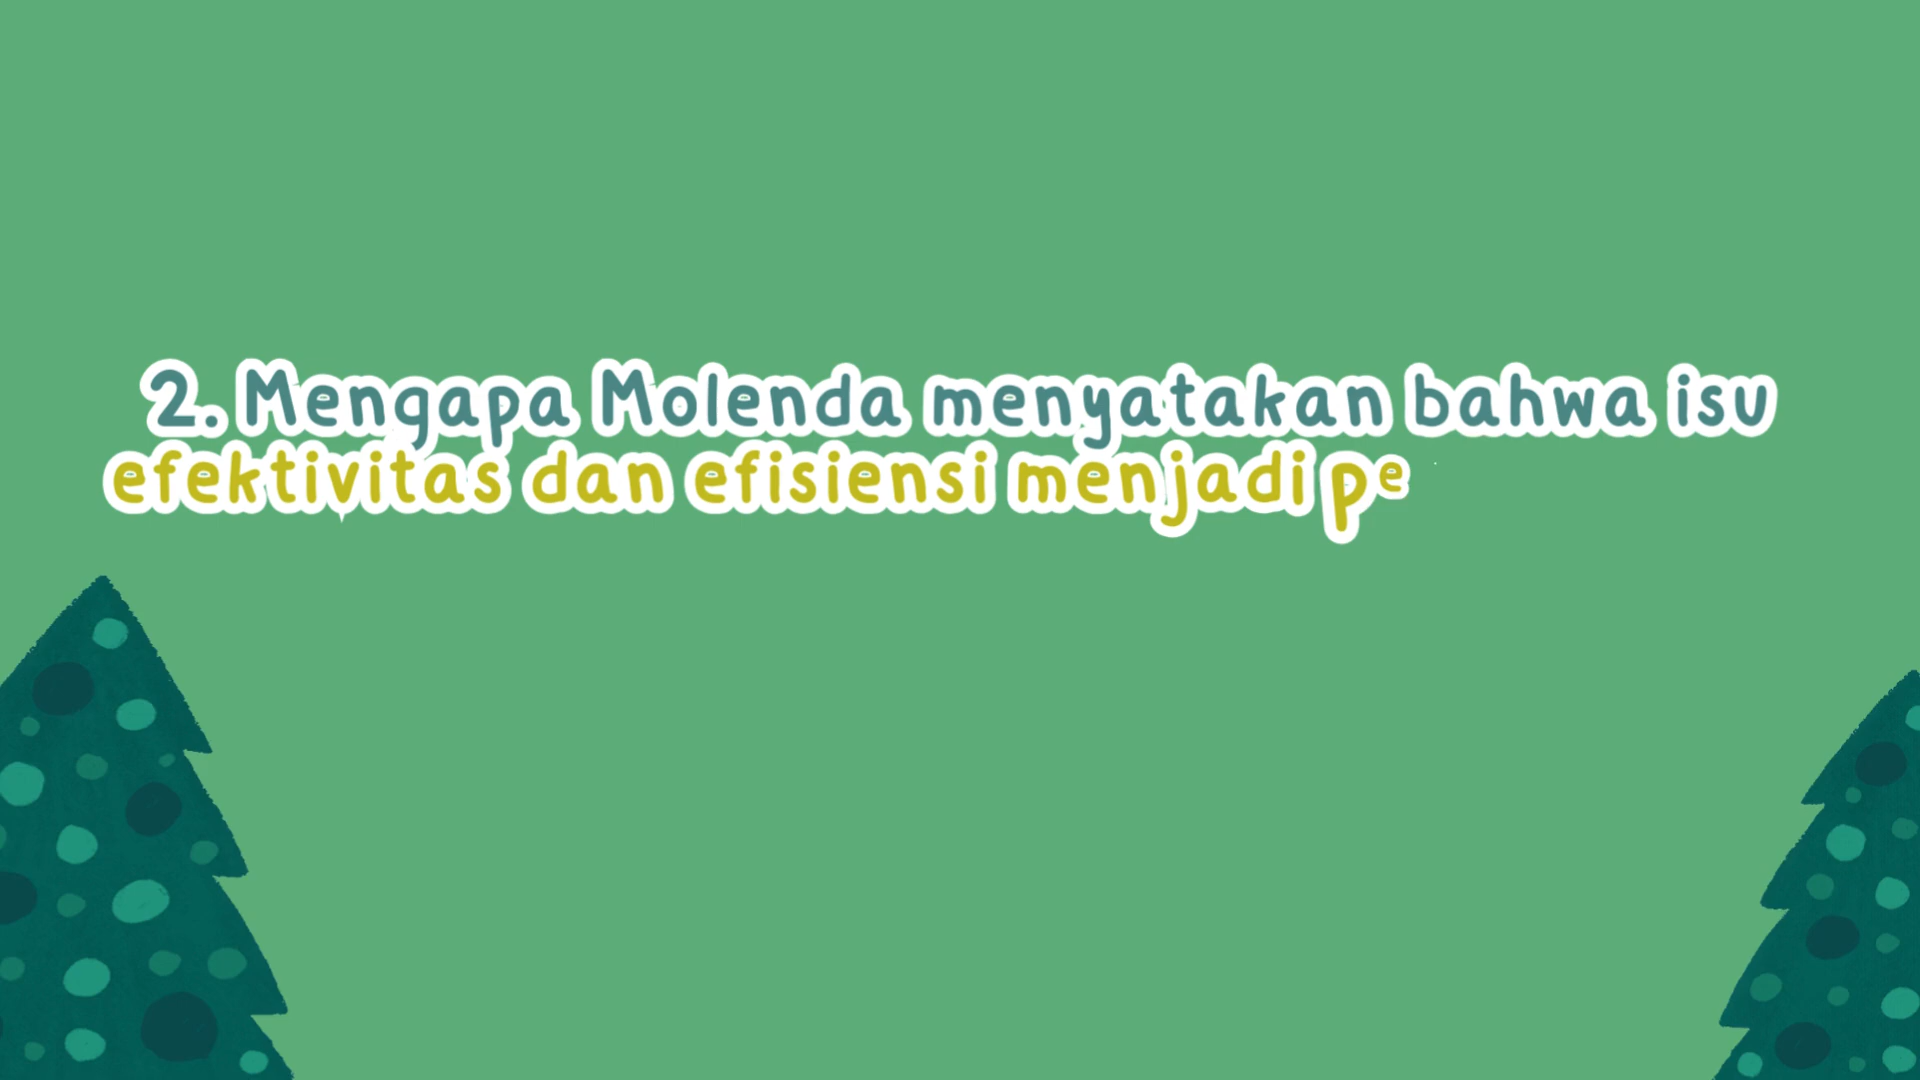 2. Mengapa Molenda menyatakan bahwa isu
efektivitas dan efisiensi menjadi pe